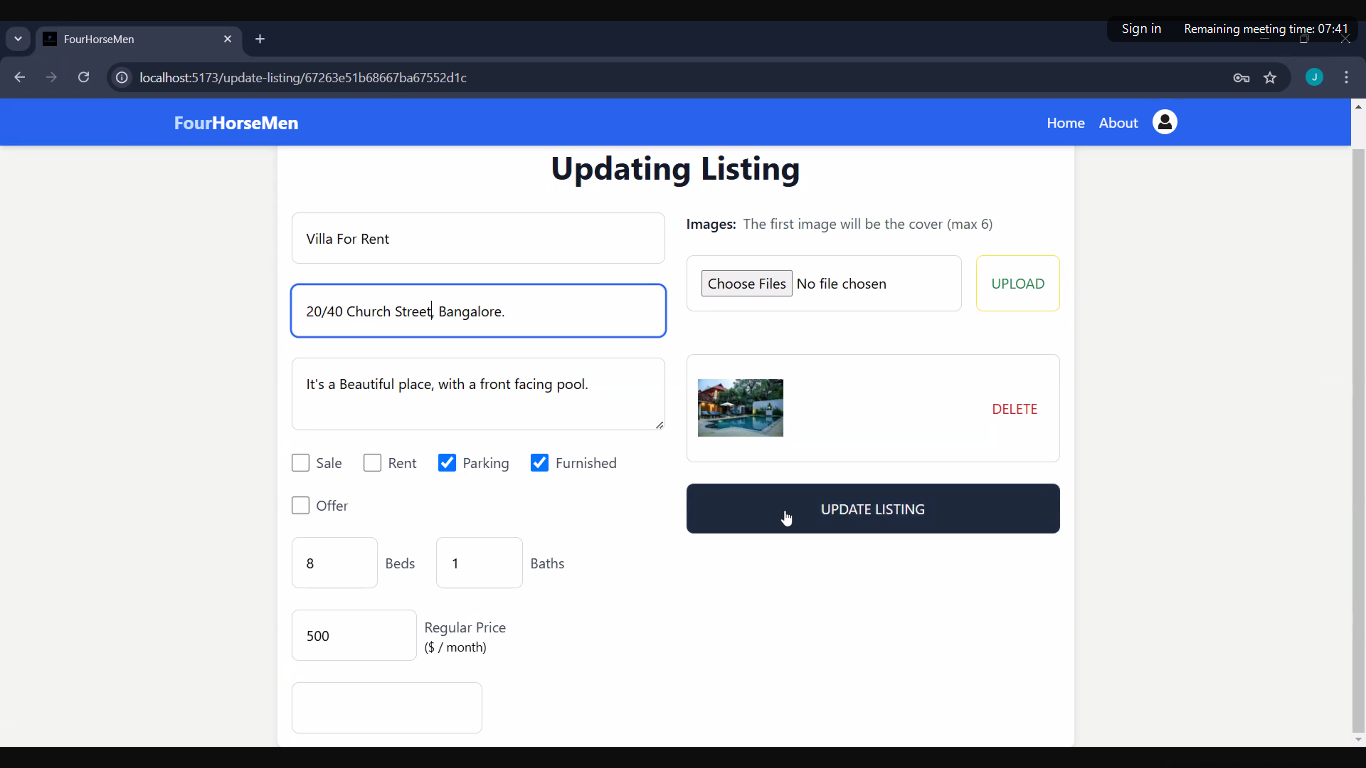 Sign in Remaining meeting time: 07:41
FourHorseMen
localhost:5173/update-listing/67263e51b68667ba67552d1c
J
FourHorseMen
Home About
Updating Listing
Villa For Rent
20/40 Church Street, Bangalore.
It's a Beautiful place, with a front facing pool.
Sale Rent Parking Furnished
Offer
8 Beds 1 Baths
500 Regular Price
($ / month)
Images: The first image will be the cover (max 6)
Choose Files No file chosen UPLOAD
DELETE
UPDATE LISTING